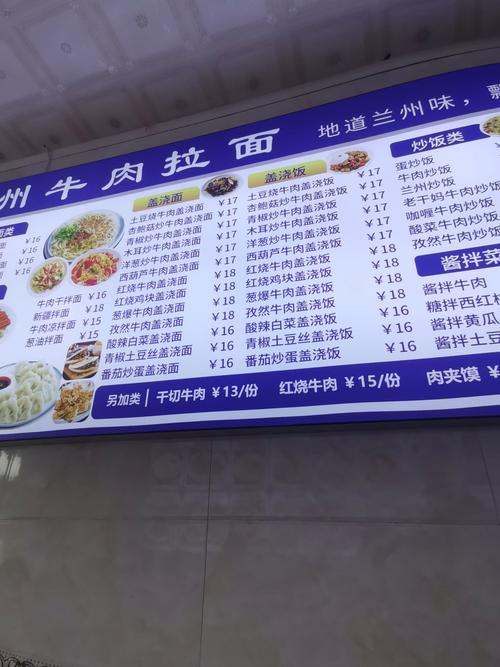 州牛肉拉面
地道兰州味，
面类
¥16
¥16
¥16
牛肉干拌面 ¥16
新疆拌面 ¥18
牛肉凉拌面 ¥15
葱油拌面 ¥15
盖浇面
土豆烧牛肉盖浇面 ¥17
杏鲍菇炒牛肉盖浇面 ¥17
青椒炒牛肉盖浇面 ¥17
木耳炒牛肉盖浇面 ¥17
洋葱炒牛肉盖浇面 ¥17
西葫芦牛肉盖浇面 ¥17
红烧牛肉盖浇面 ¥18
红烧鸡块盖浇面 ¥18
葱爆牛肉盖浇面 ¥18
孜然牛肉盖浇面 ¥18
酸辣白菜盖浇面 ¥16
青椒土豆丝盖浇面 ¥16
番茄炒蛋盖浇面 ¥16
盖浇饭
土豆烧牛肉盖浇饭 ¥17
杏鲍菇炒牛肉盖浇饭 ¥17
青椒炒牛肉盖浇饭 ¥17
木耳炒牛肉盖浇饭 ¥17
洋葱炒牛肉盖浇饭 ¥17
西葫芦牛肉盖浇饭 ¥17
红烧牛肉盖浇饭 ¥18
红烧鸡块盖浇饭 ¥18
葱爆牛肉盖浇饭 ¥18
孜然牛肉盖浇饭 ¥18
酸辣白菜盖浇饭 ¥16
青椒土豆丝盖浇饭 ¥16
番茄炒蛋盖浇饭 ¥16
炒饭类
蛋炒饭
牛肉炒饭
兰州炒饭
老干妈牛肉炒饭
咖喱牛肉炒饭
酸菜牛肉炒饭
孜然牛肉炒饭
酱拌菜
酱拌牛肉
糖拌西红
酱拌黄瓜
酱拌土豆
另加类 | 干切牛肉 ¥13/份 红烧牛肉 ¥15/份 肉夹馍 ¥